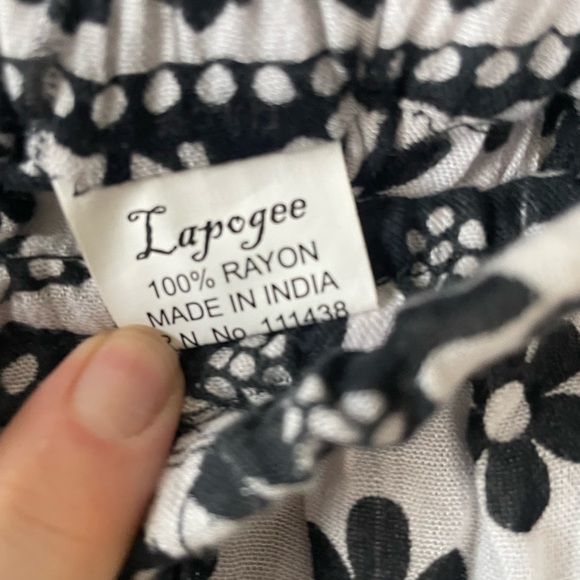 Lapogee
100% RAYON
MADE IN INDIA
R.N. No. 111438